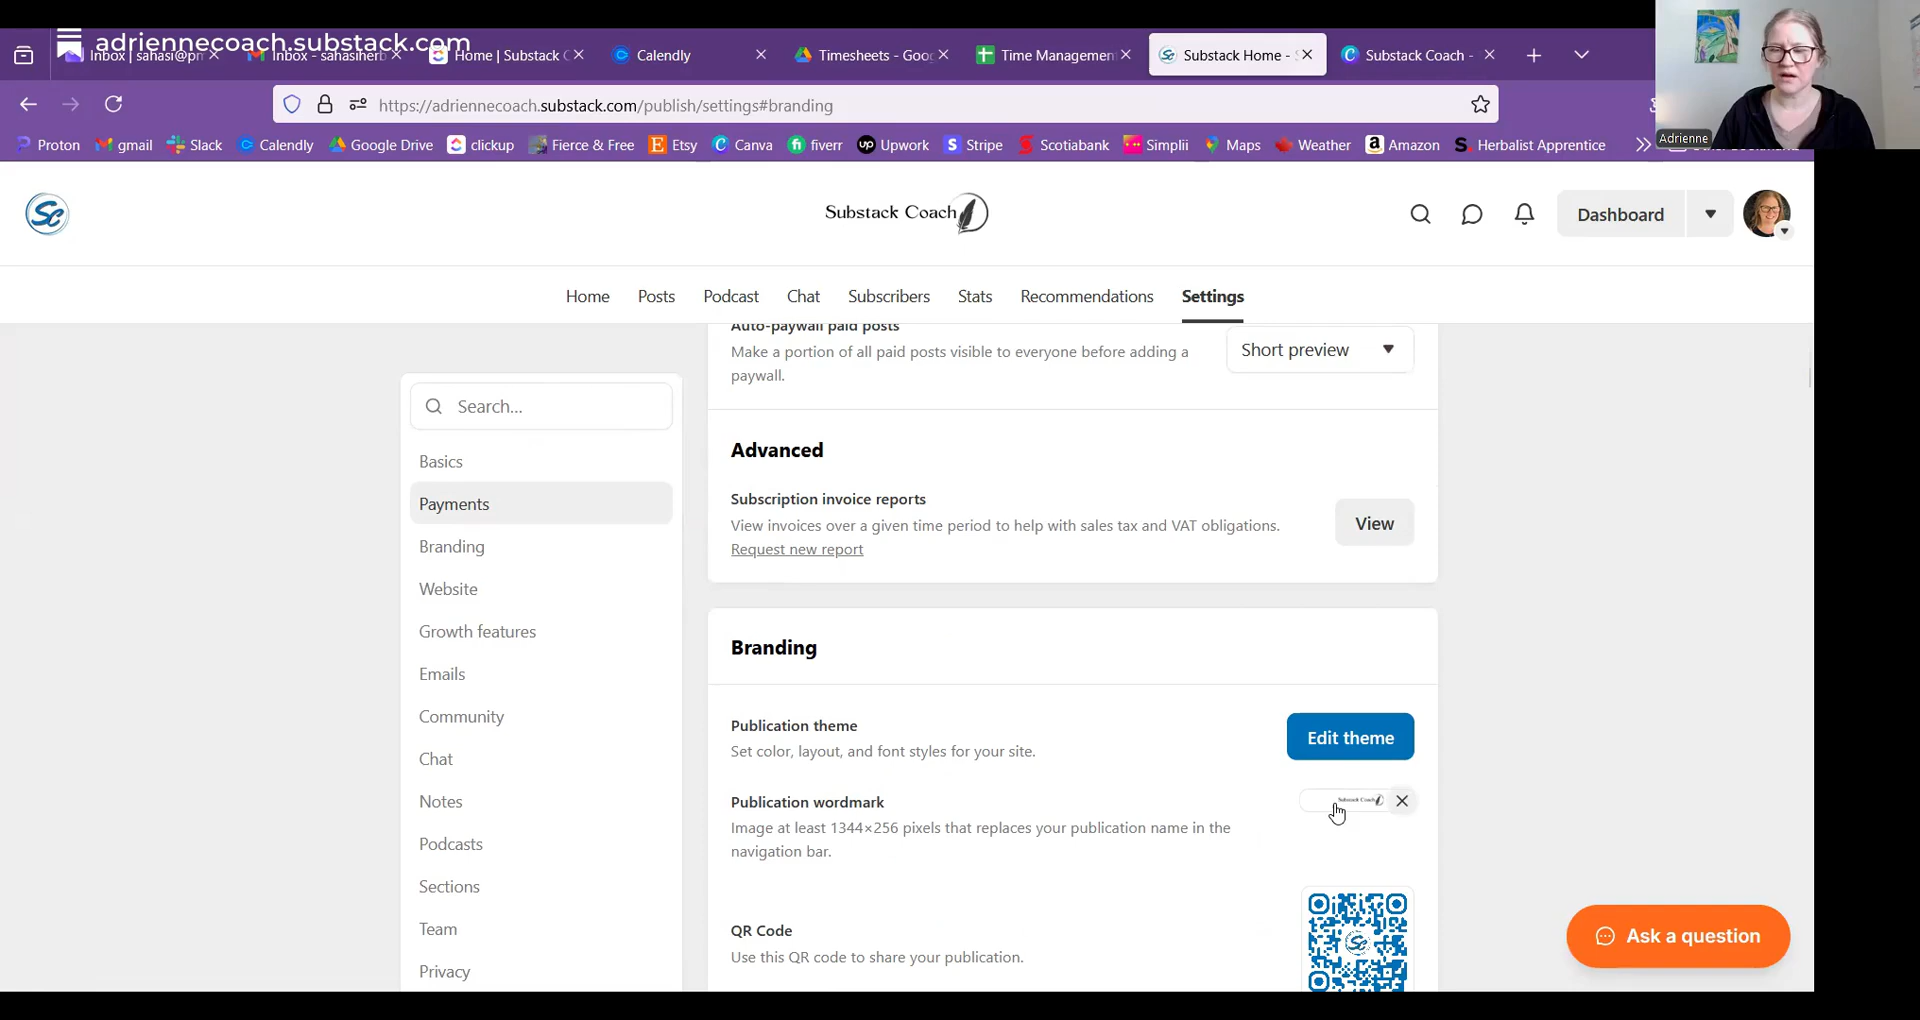 adriennecoach.substack.com
Inbox | sahasi@pr
Inbox - sahasiherb
Home | Substack C
Calendly
Timesheets - Goog
Time Management
Substack Home - S
Substack Coach -
https://adriennecoach.substack.com/publish/settings#branding
Adrienne
Proton
gmail
Slack
Calendly
Google Drive
clickup
Fierce & Free
Etsy
Canva
fiverr
Upwork
Stripe
Scotiabank
Simplii
Maps
Weather
Amazon
Herbalist Apprentice
Sc
Substack Coach
Dashboard
Home
Posts
Podcast
Chat
Subscribers
Stats
Recommendations
Settings
Search...
Basics
Payments
Branding
Website
Growth features
Emails
Community
Chat
Notes
Podcasts
Sections
Team
Privacy
Auto-paywall paid posts
Make a portion of all paid posts visible to everyone before adding a
paywall.
Short preview
Advanced
Subscription invoice reports
View invoices over a given time period to help with sales tax and VAT obligations.
Request new report
View
Branding
Publication theme
Set color, layout, and font styles for your site.
Edit theme
Publication wordmark
Image at least 1344×256 pixels that replaces your publication name in the
navigation bar.
Substack Coach
QR Code
Use this QR code to share your publication.
Sc
Ask a question